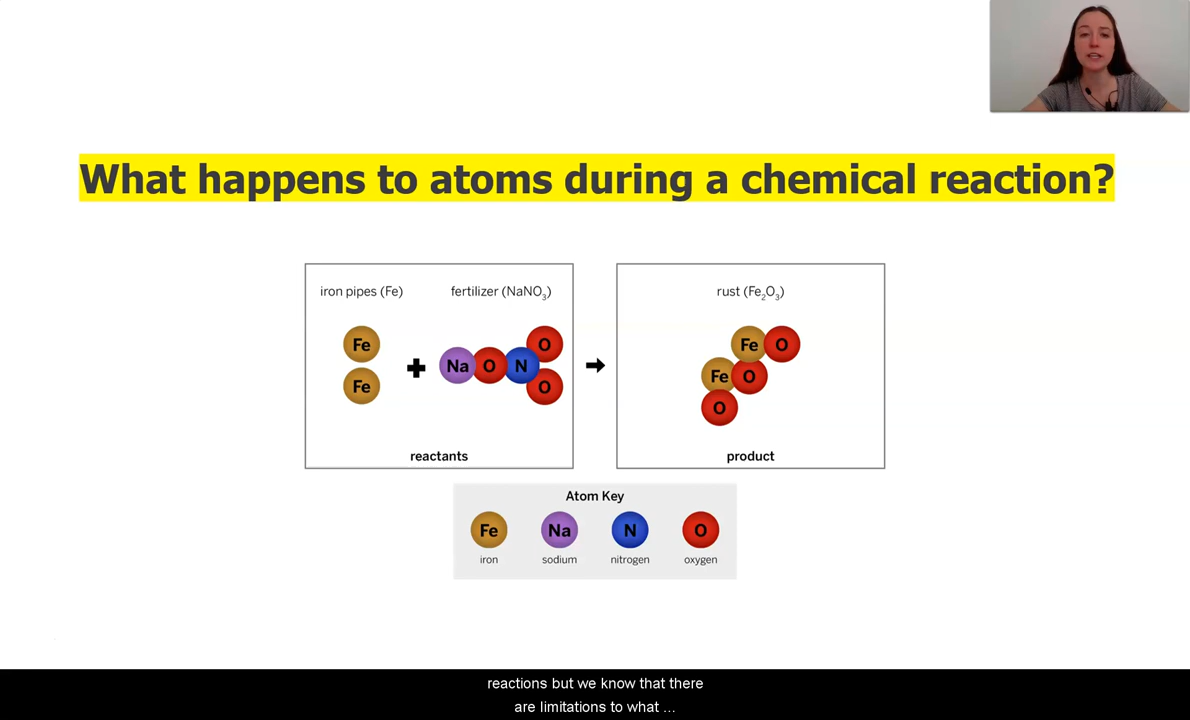 What happens to atoms during a chemical reaction?
iron pipes (Fe) fertilizer (NaNO₃) rust (Fe₂O₃)
Fe Na O N O O Fe O
Fe Fe O
O
reactants product
Atom Key
Fe Na N O
iron sodium nitrogen oxygen
reactions but we know that there
are limitations to what ...